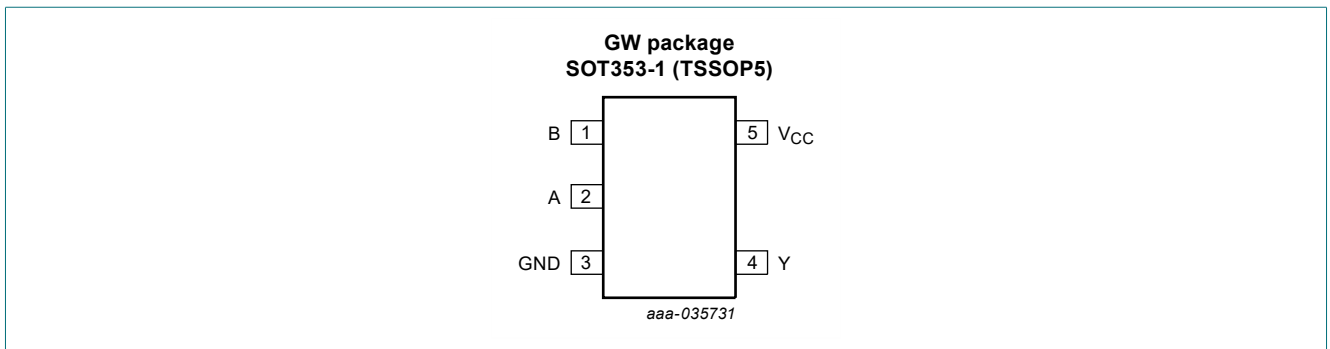 GW package
SOT353-1 (TSSOP5)
B 1
5 VCC
A 2
GND 3
4 Y
aaa-035731